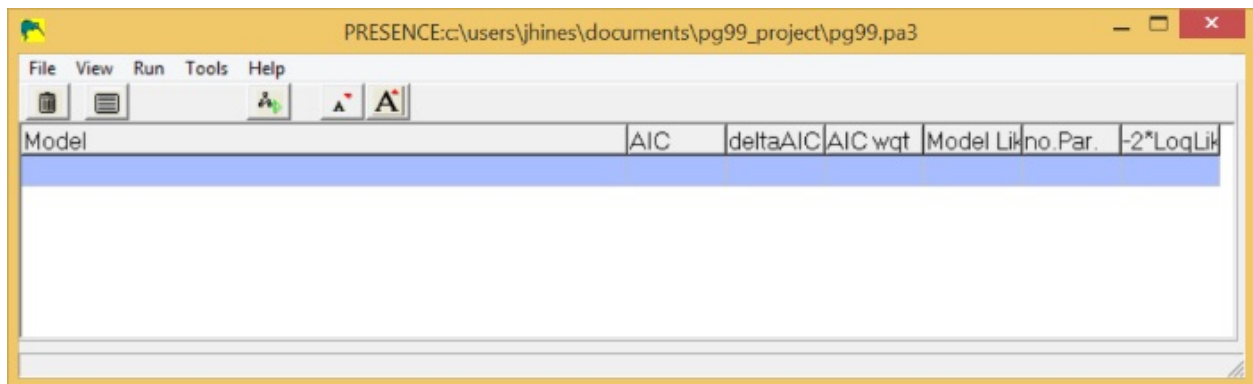 PRESENCE:c:\users\jhines\documents\pg99_project\pg99.pa3
File View Run Tools Help
A A
Model AIC deltaAIC AIC wgt Model Lik no.Par. -2*LogLik